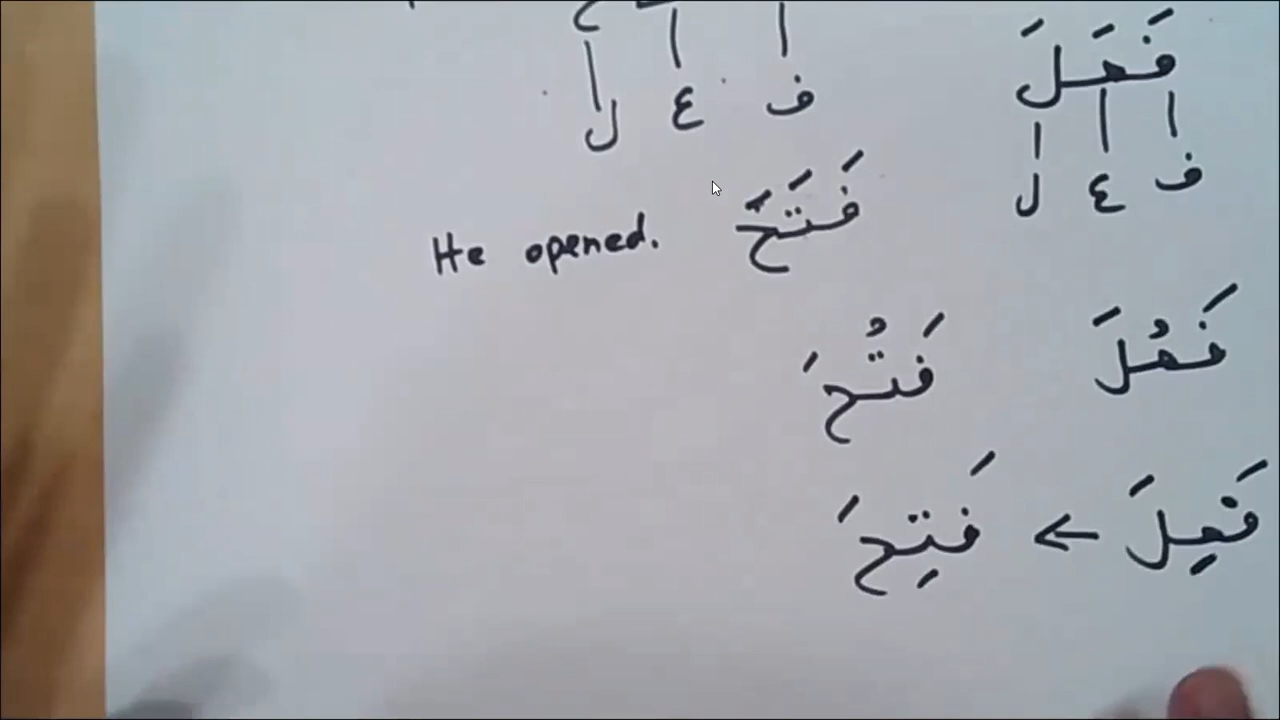 فَعَلَ
ف ع ل
ف ع ل
فَتَحَ He opened.
فَعُلَ فَتُحَ
فَعِلَ ← فَتِحَ